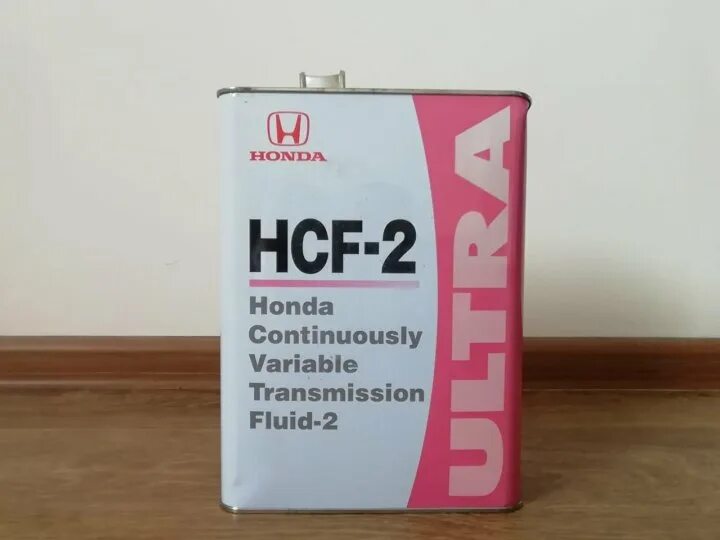 HONDA
HCF-2
Honda
Continuously
Variable
Transmission
Fluid-2
ULTRA